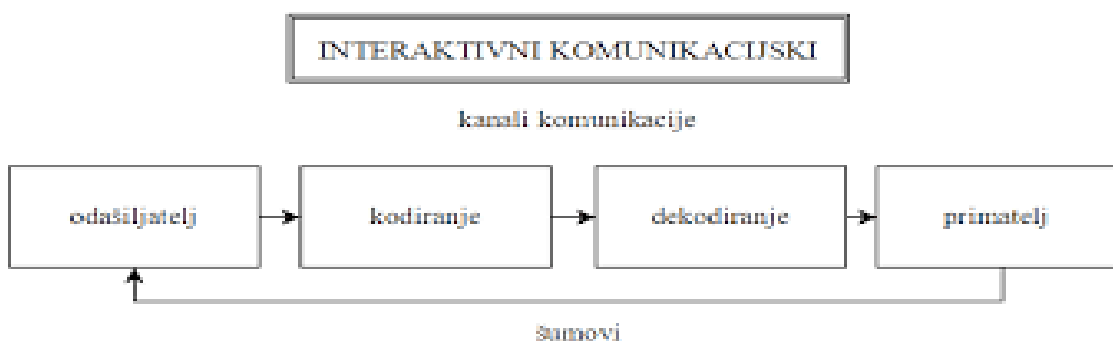 INTERAKTIVNI KOMUNIKACIJSKI
kanali komunikacije
odašiljatelj
kodiranje
dekodiranje
primatelj
šumovi